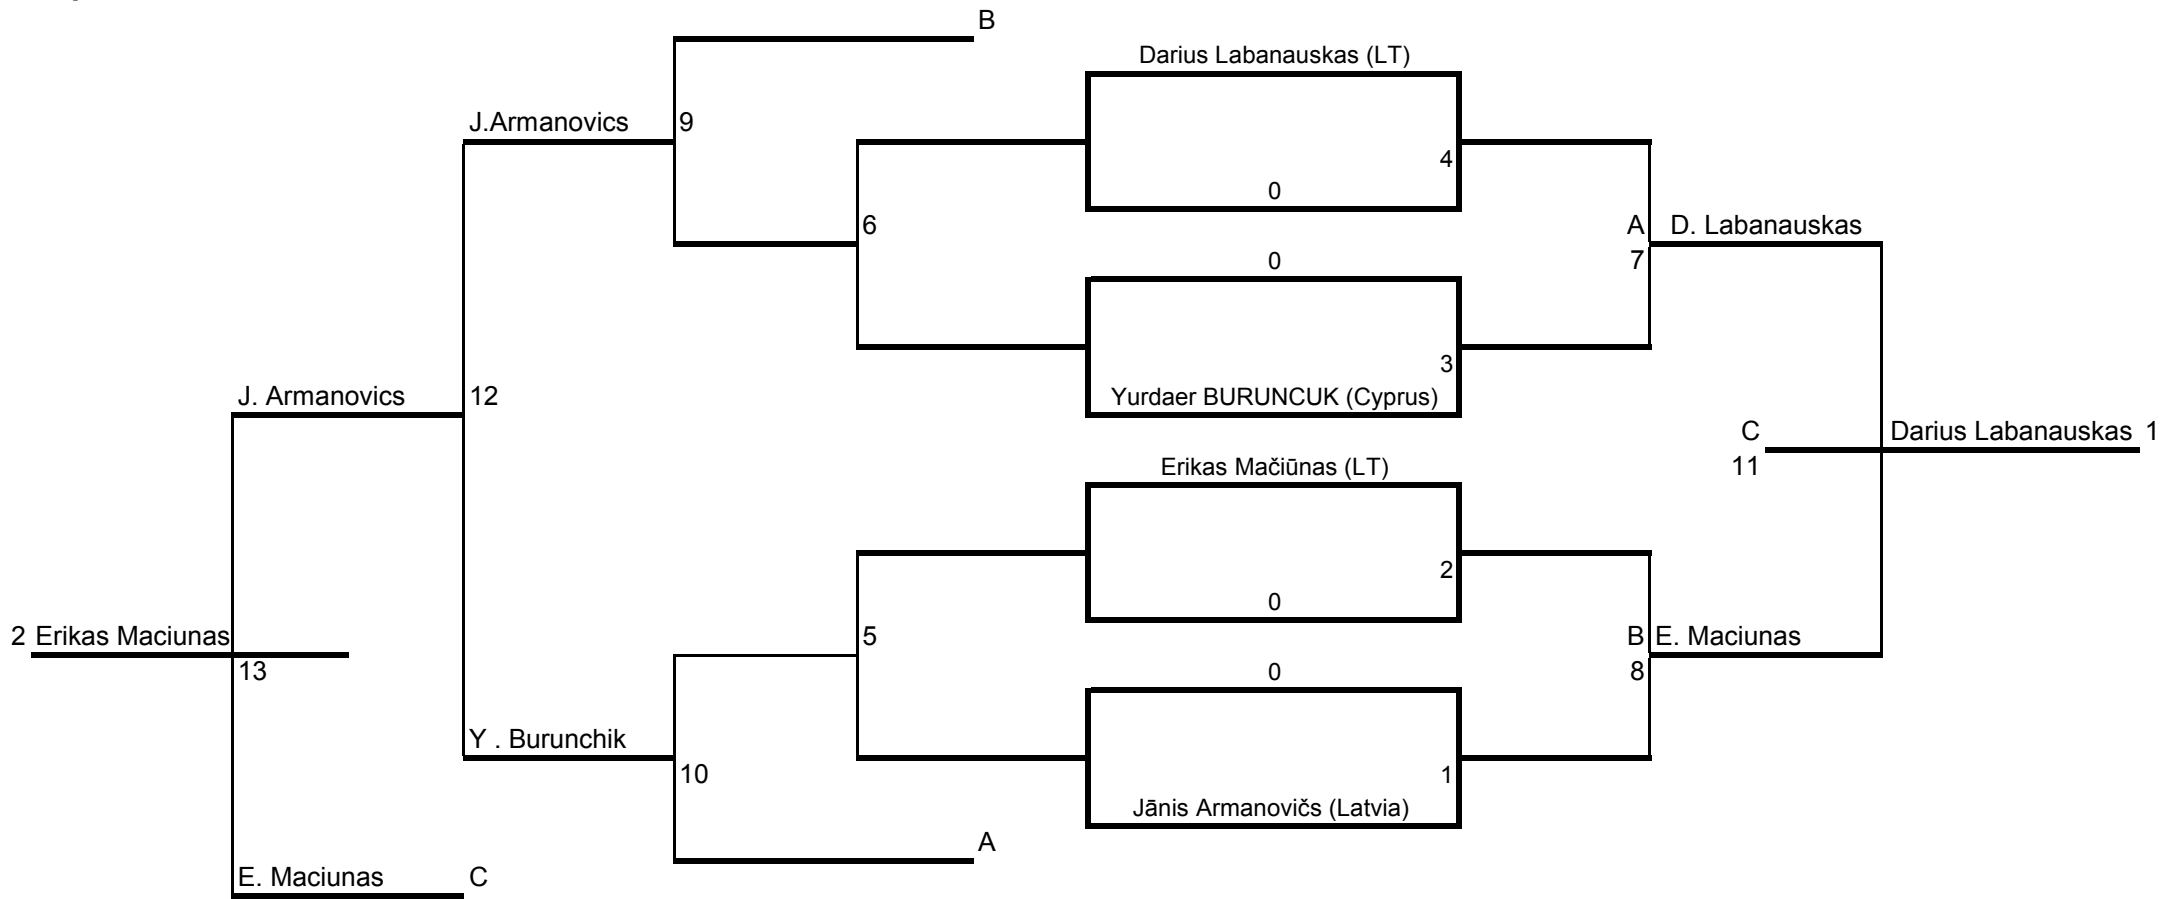 B
Darius Labanauskas (LT)
J.Armanovics 9
4
0
6
A D. Labanauskas
0
7
3
J. Armanovics 12
Yurdaer BURUNCUK (Cyprus)
C Darius Labanauskas 1
11
Erikas Mačiūnas (LT)
2
0
2 Erikas Maciunas
5
B E. Maciunas
13
0
8
Y . Burunchik
10
1
Jānis Armanovičs (Latvia)
A
E. Maciunas C